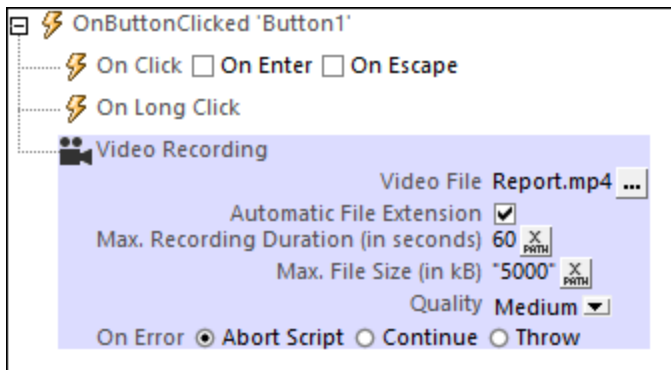 OnButtonClicked 'Button1'
On Click On Enter On Escape
On Long Click
Video Recording
Video File Report.mp4 ...
Automatic File Extension
Max. Recording Duration (in seconds) 60 X PATH
Max. File Size (in kB) "5000" X PATH
Quality Medium
On Error Abort Script Continue Throw